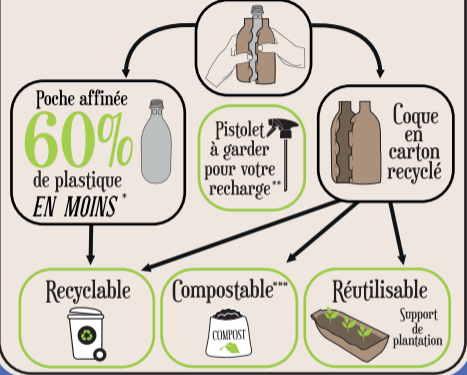 Poche affinée
60%
de plastique
EN MOINS*
Pistolet
à garder
pour votre
recharge**
Coque
en
carton
recyclé
Recyclable
Compostable***
COMPOST
Réutilisable
Support
de
plantation